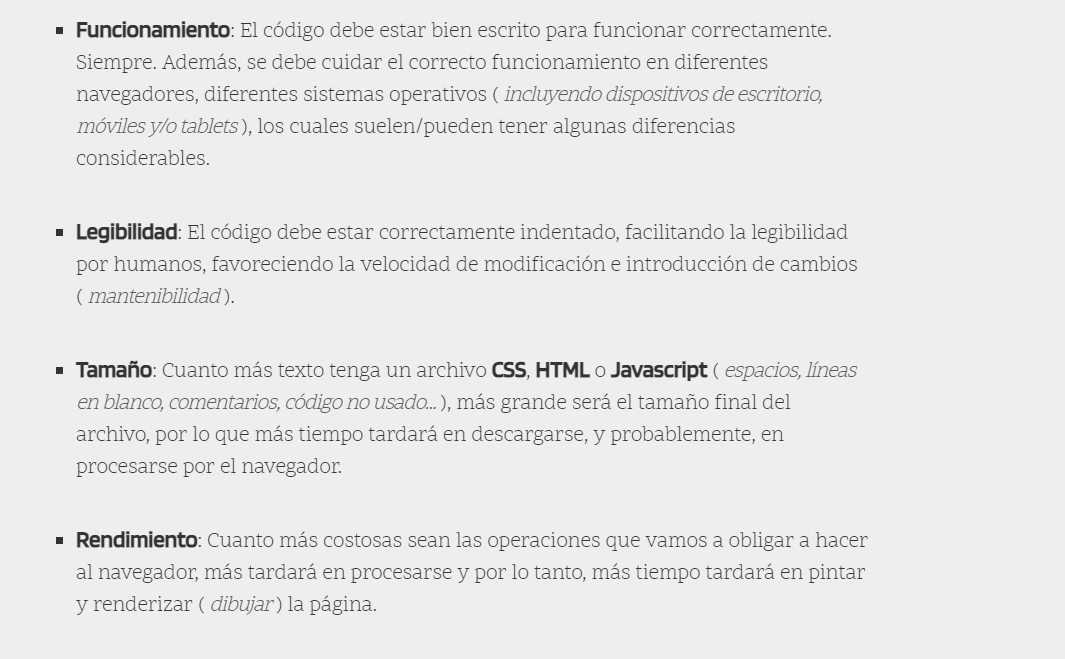 Funcionamiento: El código debe estar bien escrito para funcionar correctamente.
Siempre. Además, se debe cuidar el correcto funcionamiento en diferentes
navegadores, diferentes sistemas operativos ( incluyendo dispositivos de escritorio,
móviles y/o tablets ), los cuales suelen/pueden tener algunas diferencias
considerables.
Legibilidad: El código debe estar correctamente indentado, facilitando la legibilidad
por humanos, favoreciendo la velocidad de modificación e introducción de cambios
( mantenibilidad ).
Tamaño: Cuanto más texto tenga un archivo CSS, HTML o Javascript ( espacios, líneas
en blanco, comentarios, código no usado... ), más grande será el tamaño final del
archivo, por lo que más tiempo tardará en descargarse, y probablemente, en
procesarse por el navegador.
Rendimiento: Cuanto más costosas sean las operaciones que vamos a obligar a hacer
al navegador, más tardará en procesarse y por lo tanto, más tiempo tardará en pintar
y renderizar ( dibujar ) la página.